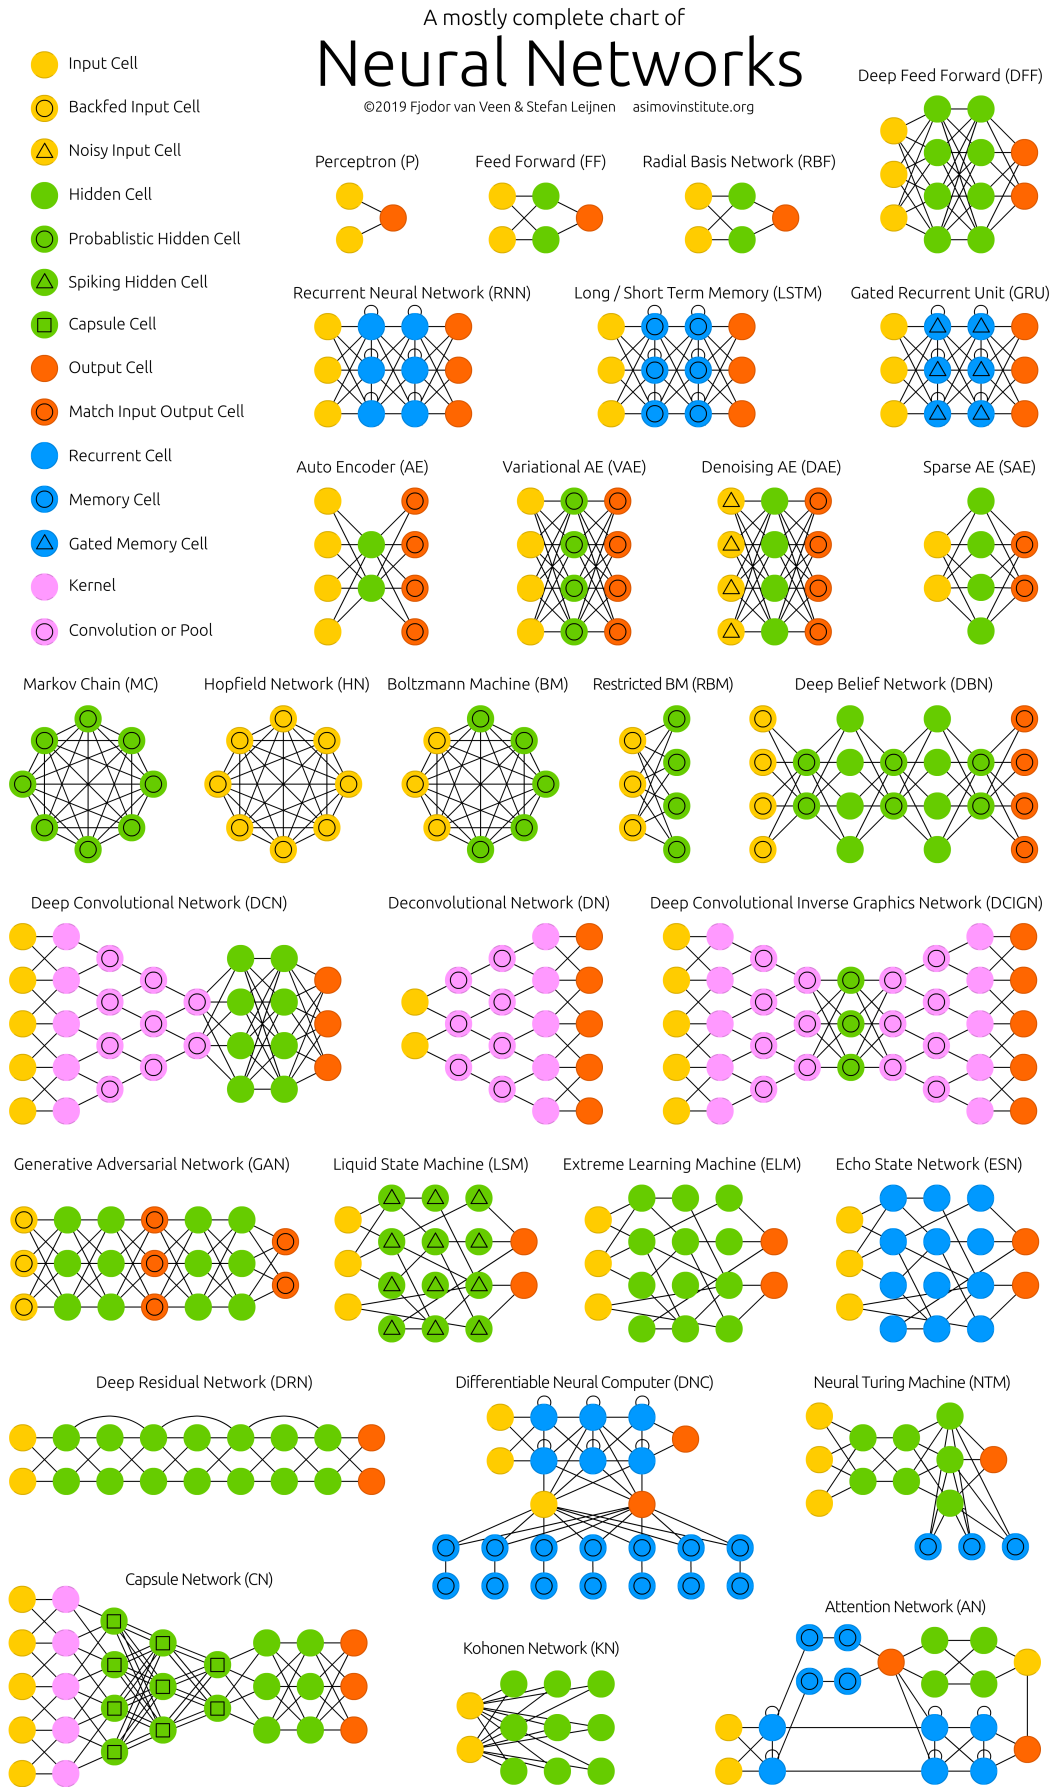 A mostly complete chart of
Neural Networks
©2019 Fjodor van Veen & Stefan Leijnen asimovinstitute.org
Input Cell
Backfed Input Cell
Noisy Input Cell
Hidden Cell
Probablistic Hidden Cell
Spiking Hidden Cell
Capsule Cell
Output Cell
Match Input Output Cell
Recurrent Cell
Memory Cell
Gated Memory Cell
Kernel
Convolution or Pool
Perceptron (P)
Feed Forward (FF)
Radial Basis Network (RBF)
Deep Feed Forward (DFF)
Recurrent Neural Network (RNN)
Long / Short Term Memory (LSTM)
Gated Recurrent Unit (GRU)
Auto Encoder (AE)
Variational AE (VAE)
Denoising AE (DAE)
Sparse AE (SAE)
Markov Chain (MC)
Hopfield Network (HN)
Boltzmann Machine (BM)
Restricted BM (RBM)
Deep Belief Network (DBN)
Deep Convolutional Network (DCN)
Deconvolutional Network (DN)
Deep Convolutional Inverse Graphics Network (DCIGN)
Generative Adversarial Network (GAN)
Liquid State Machine (LSM)
Extreme Learning Machine (ELM)
Echo State Network (ESN)
Deep Residual Network (DRN)
Differentiable Neural Computer (DNC)
Neural Turing Machine (NTM)
Capsule Network (CN)
Kohonen Network (KN)
Attention Network (AN)